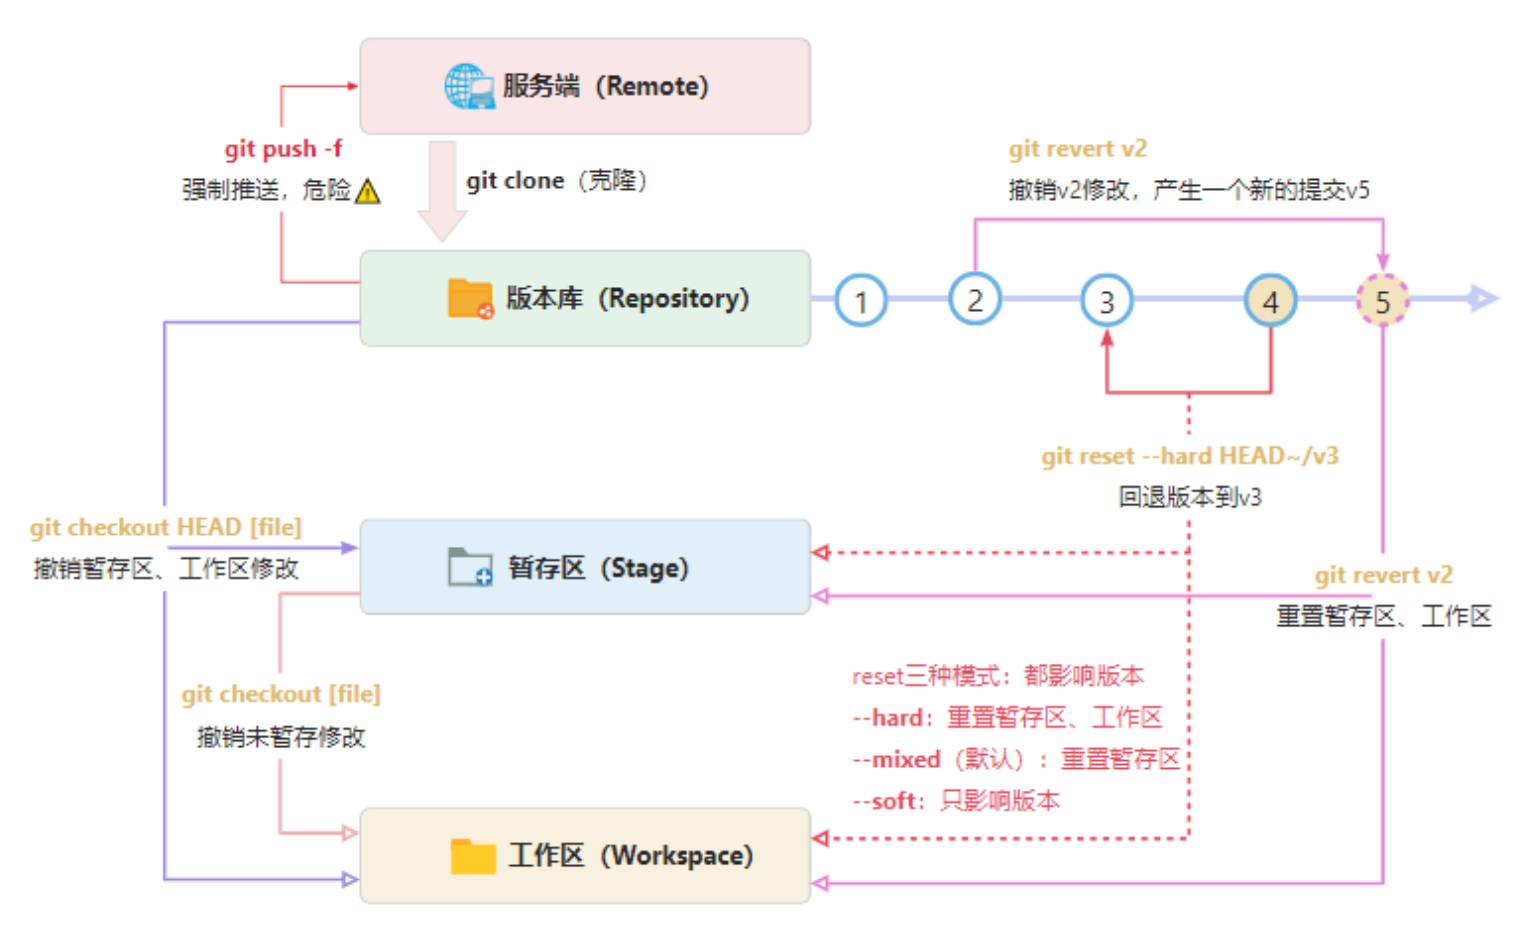 服务端（Remote）
git push -f
强制推送，危险
git clone（克隆）
git revert v2
撤销v2修改，产生一个新的提交v5
版本库（Repository）
1
2
3
4
5
git reset --hard HEAD~/v3
回退版本到v3
git checkout HEAD [file]
撤销暂存区、工作区修改
暂存区（Stage）
git revert v2
重置暂存区、工作区
git checkout [file]
撤销未暂存修改
reset三种模式：都影响版本
--hard：重置暂存区、工作区
--mixed（默认）：重置暂存区
--soft：只影响版本
工作区（Workspace）